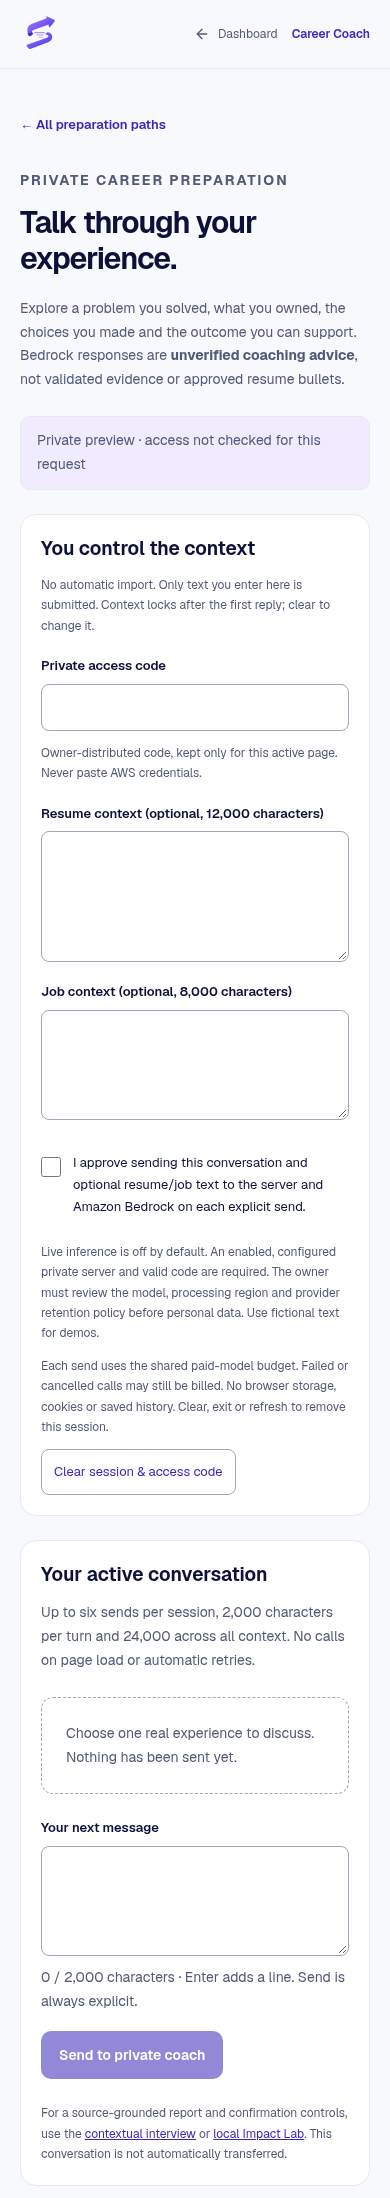 ← Dashboard Career Coach
← All preparation paths
PRIVATE CAREER PREPARATION
Talk through your
experience.
Explore a problem you solved, what you owned, the
choices you made and the outcome you can support.
Bedrock responses are unverified coaching advice,
not validated evidence or approved resume bullets.
Private preview · access not checked for this
request
You control the context
No automatic import. Only text you enter here is
submitted. Context locks after the first reply; clear to
change it.
Private access code
Owner-distributed code, kept only for this active page.
Never paste AWS credentials.
Resume context (optional, 12,000 characters)
Job context (optional, 8,000 characters)
I approve sending this conversation and
optional resume/job text to the server and
Amazon Bedrock on each explicit send.
Live inference is off by default. An enabled, configured
private server and valid code are required. The owner
must review the model, processing region and provider
retention policy before personal data. Use fictional text
for demos.
Each send uses the shared paid-model budget. Failed or
cancelled calls may still be billed. No browser storage,
cookies or saved history. Clear, exit or refresh to remove
this session.
Clear session & access code
Your active conversation
Up to six sends per session, 2,000 characters
per turn and 24,000 across all context. No calls
on page load or automatic retries.
Choose one real experience to discuss.
Nothing has been sent yet.
Your next message
0 / 2,000 characters · Enter adds a line. Send is
always explicit.
Send to private coach
For a source-grounded report and confirmation controls,
use the contextual interview or local Impact Lab. This
conversation is not automatically transferred.